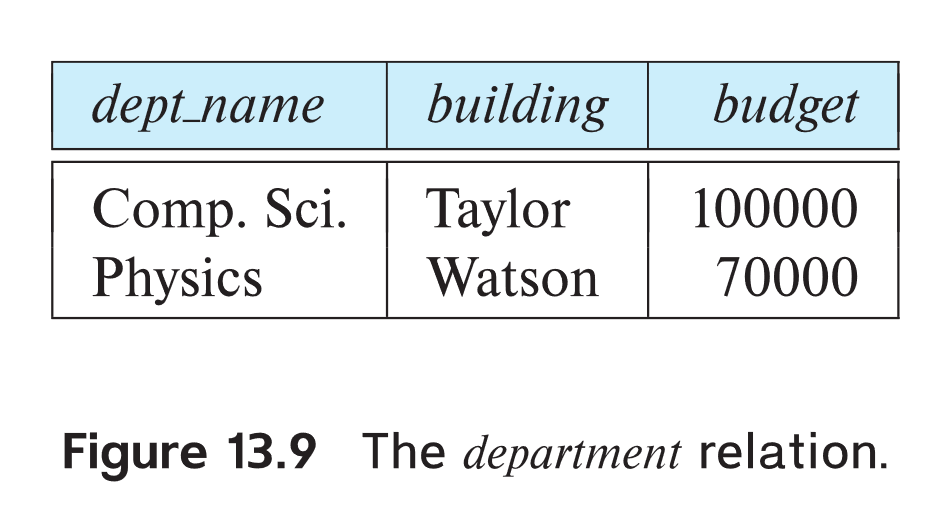 dept_name building budget
Comp. Sci. Taylor 100000
Physics Watson 70000
Figure 13.9 The department relation.